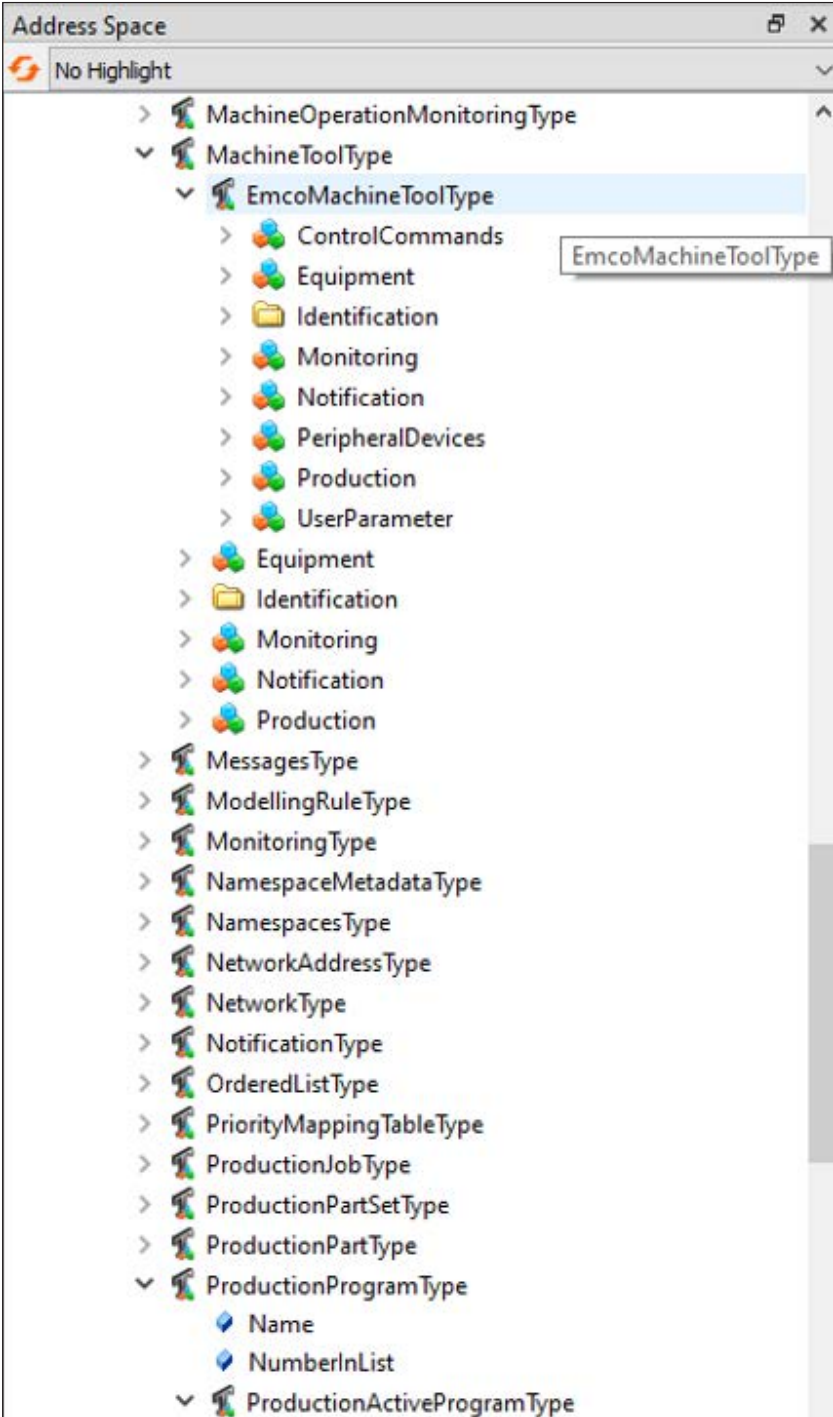 Address Space
No Highlight
MachineOperationMonitoringType
MachineToolType
EmcoMachineToolType
ControlCommands
EmcoMachineToolType
Equipment
Identification
Monitoring
Notification
PeripheralDevices
Production
UserParameter
Equipment
Identification
Monitoring
Notification
Production
MessagesType
ModellingRuleType
MonitoringType
NamespaceMetadataType
NamespacesType
NetworkAddressType
NetworkType
NotificationType
OrderedListType
PriorityMappingTableType
ProductionJobType
ProductionPartSetType
ProductionPartType
ProductionProgramType
Name
NumberInList
ProductionActiveProgramType